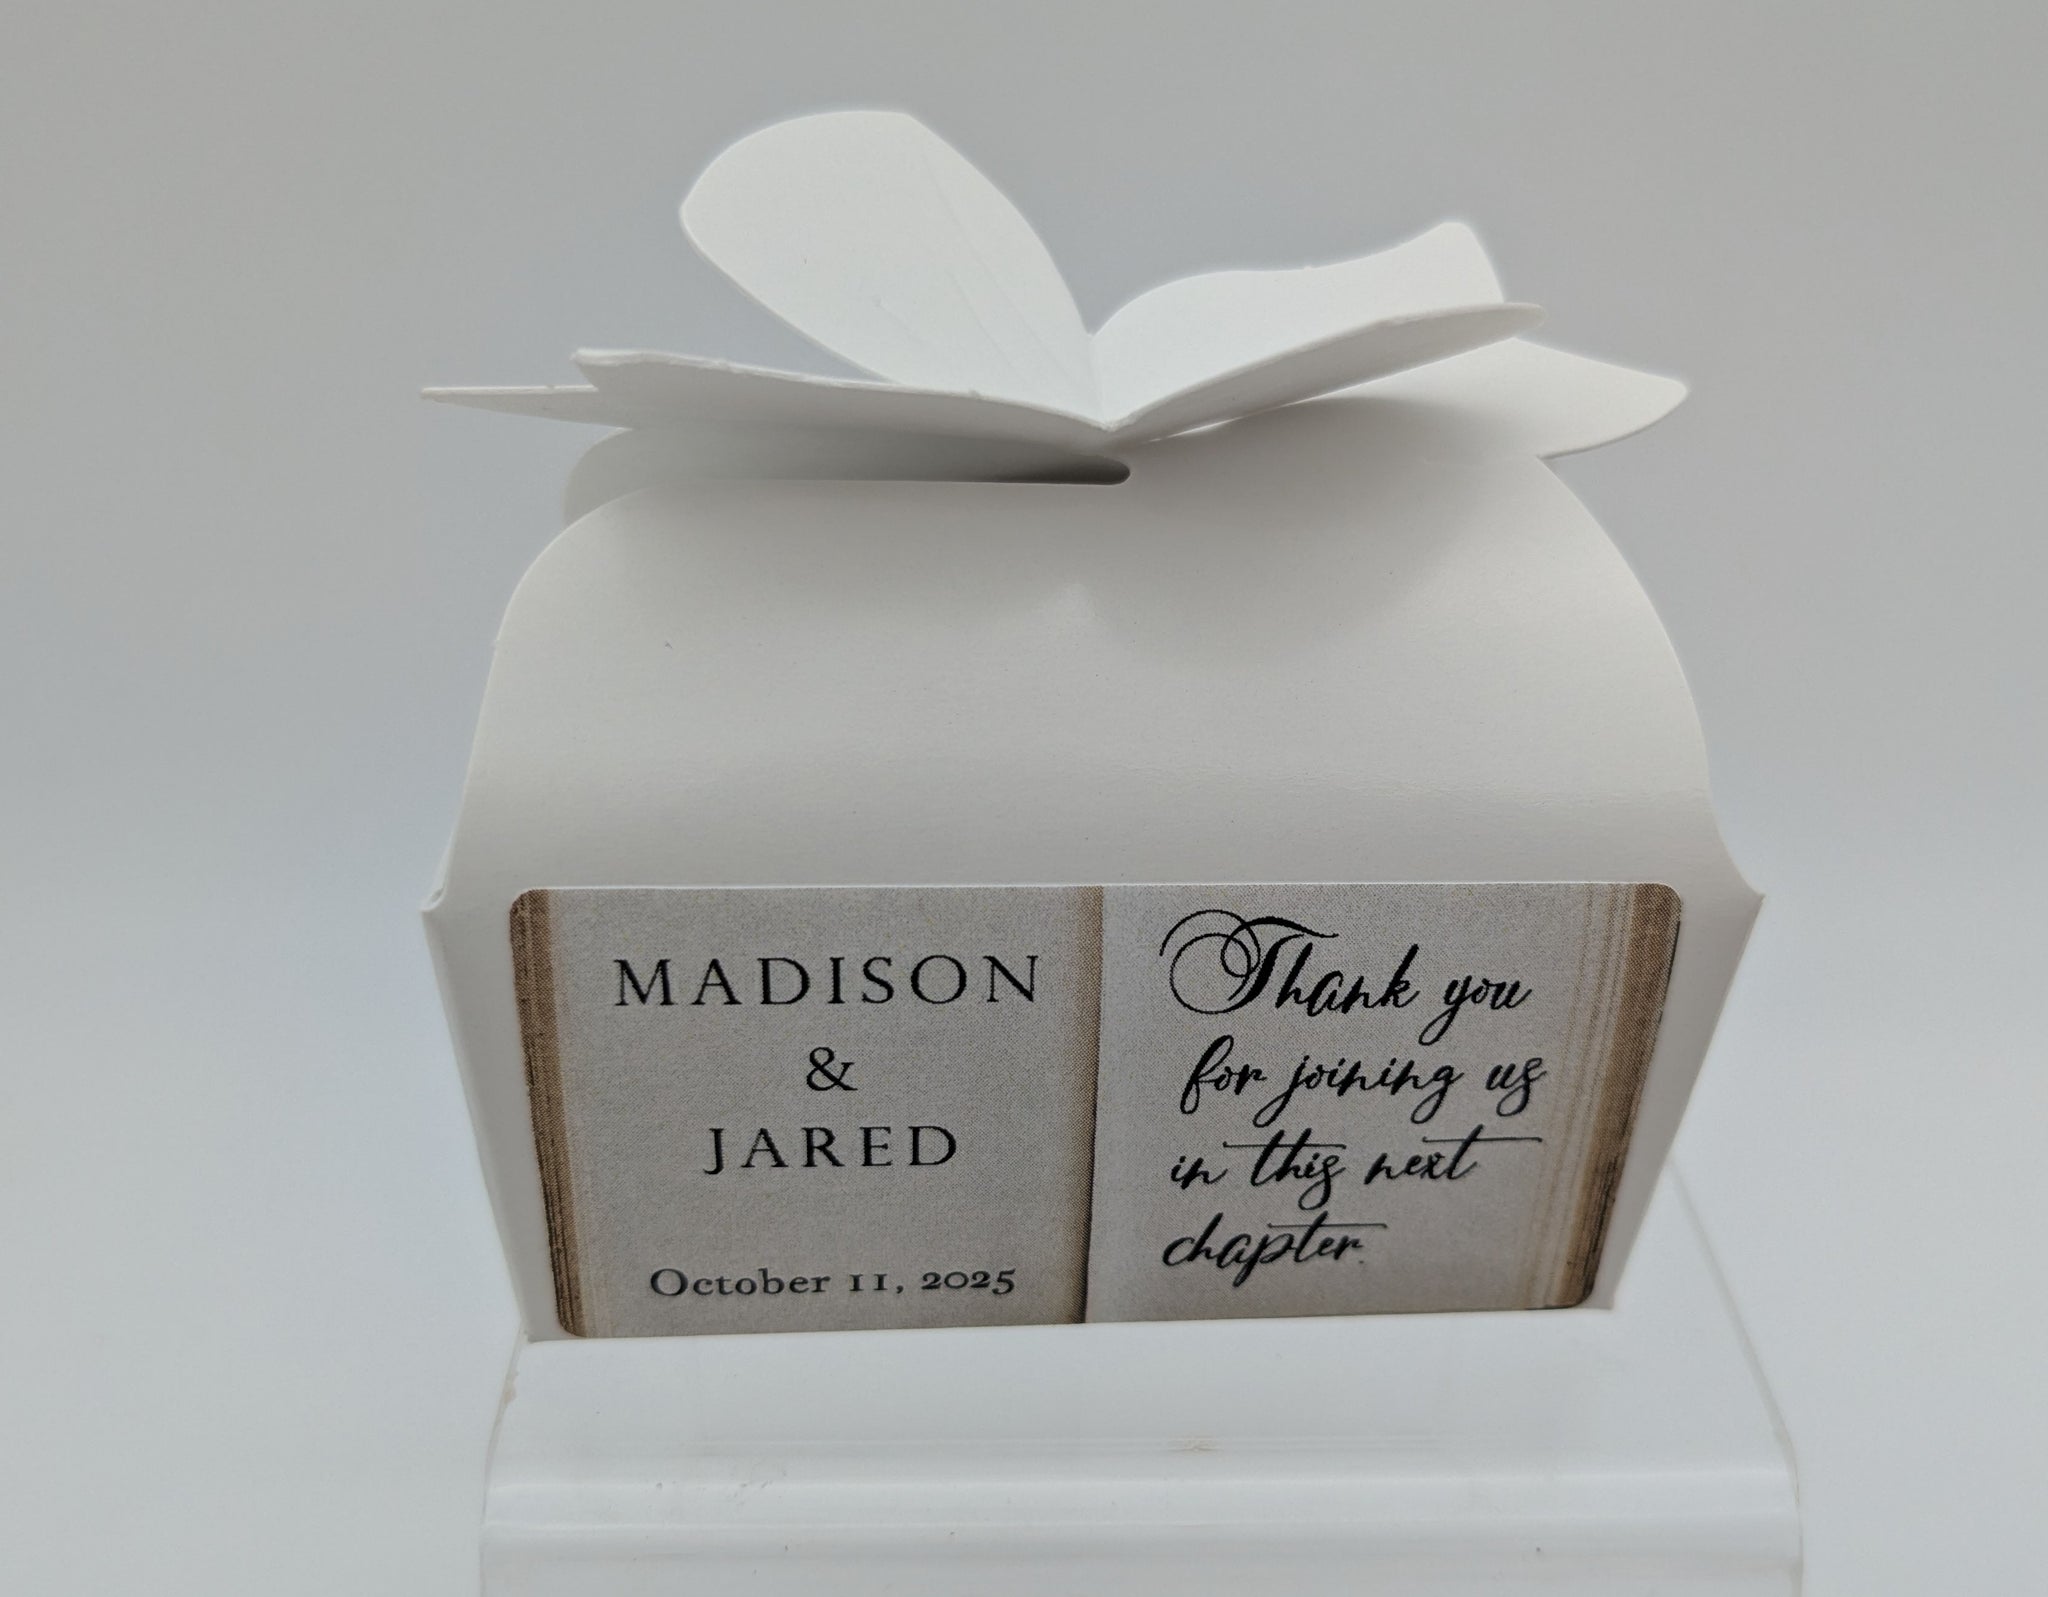 MADISON
&
JARED
October 11, 2025
Thank you
for joining us
in this next
chapter.